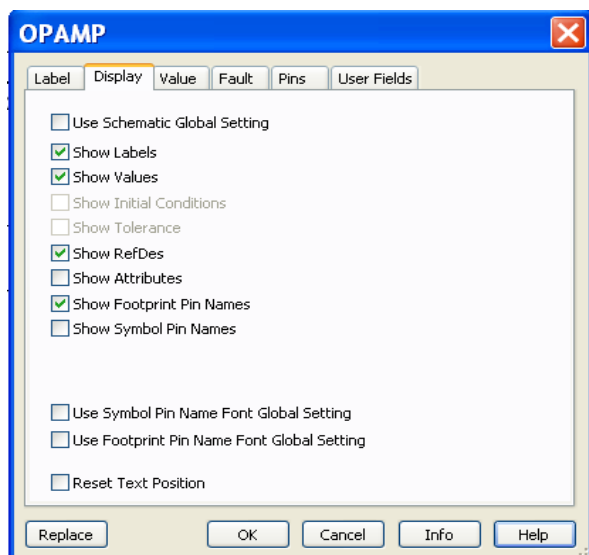 OPAMP
Label Display Value Fault Pins User Fields
Use Schematic Global Setting
Show Labels
Show Values
Show Initial Conditions
Show Tolerance
Show RefDes
Show Attributes
Show Footprint Pin Names
Show Symbol Pin Names
Use Symbol Pin Name Font Global Setting
Use Footprint Pin Name Font Global Setting
Reset Text Position
Replace OK Cancel Info Help